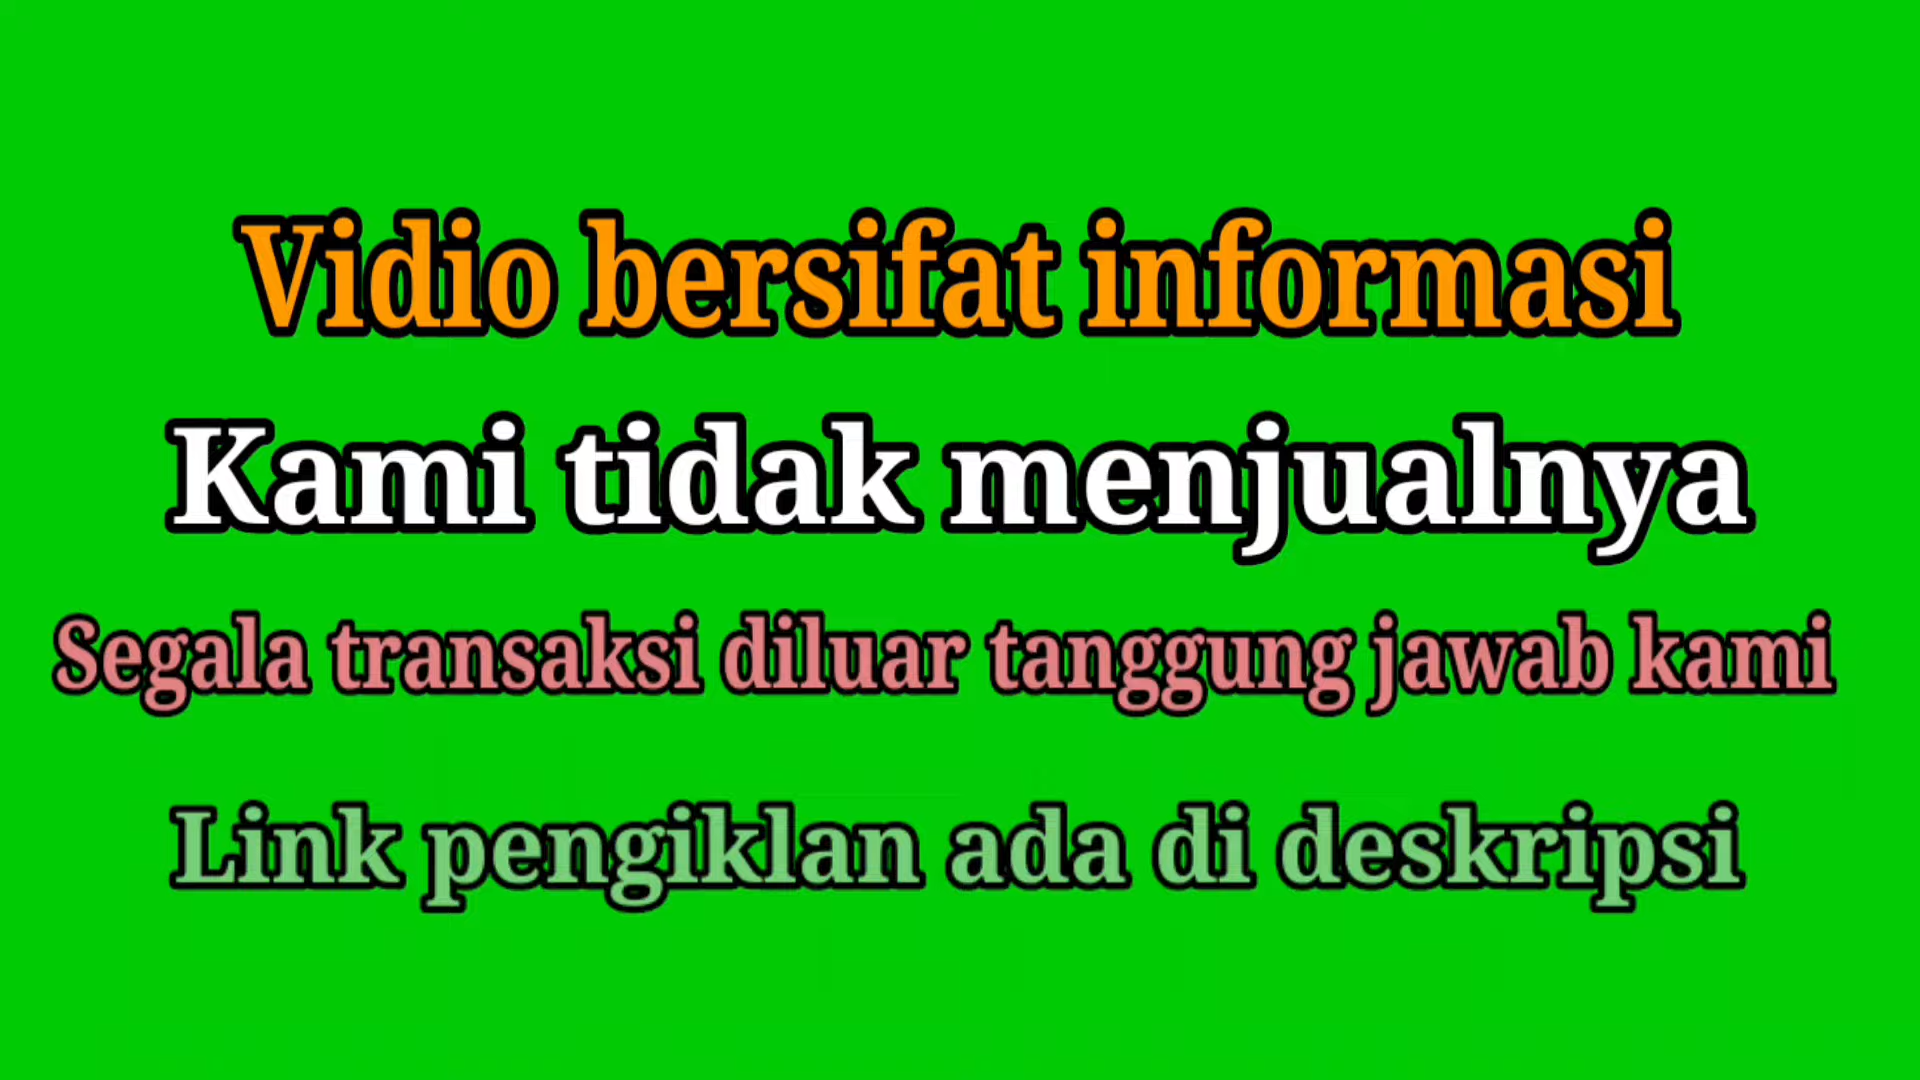 Vidio bersifat informasi
Kami tidak menjualnya
Segala transaksi diluar tanggung jawab kami
Link pengiklan ada di deskripsi